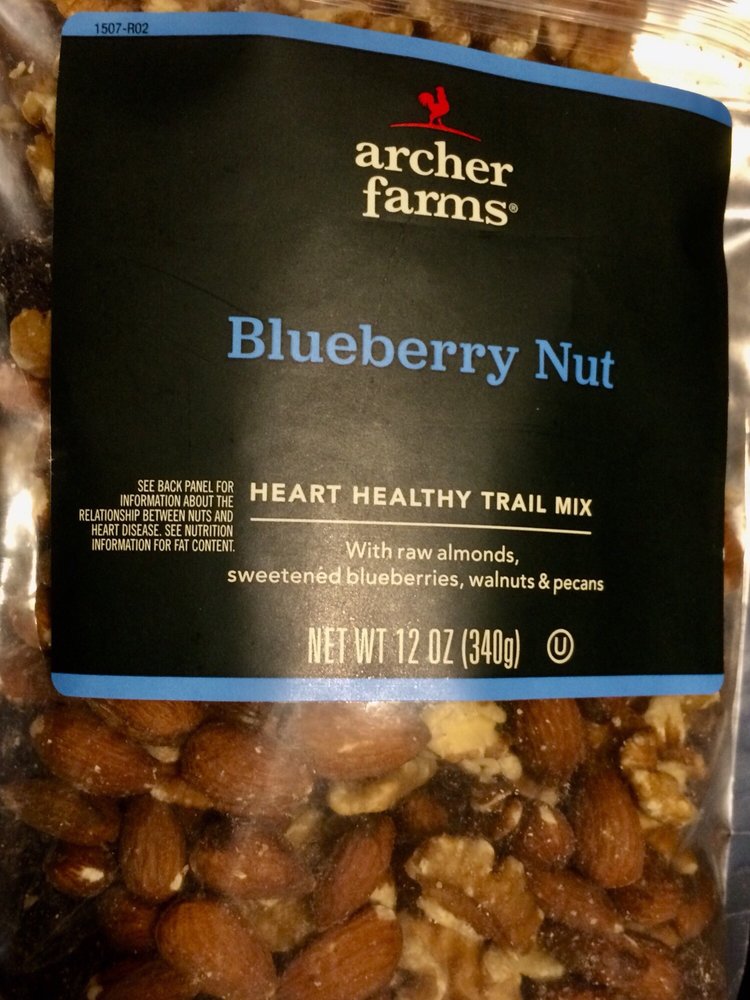 1507-R02
archer
farms®
Blueberry Nut
SEE BACK PANEL FOR
INFORMATION ABOUT THE
RELATIONSHIP BETWEEN NUTS AND
HEART DISEASE. SEE NUTRITION
INFORMATION FOR FAT CONTENT.
HEART HEALTHY TRAIL MIX
With raw almonds,
sweetened blueberries, walnuts & pecans
NET WT 12 OZ (340g) U